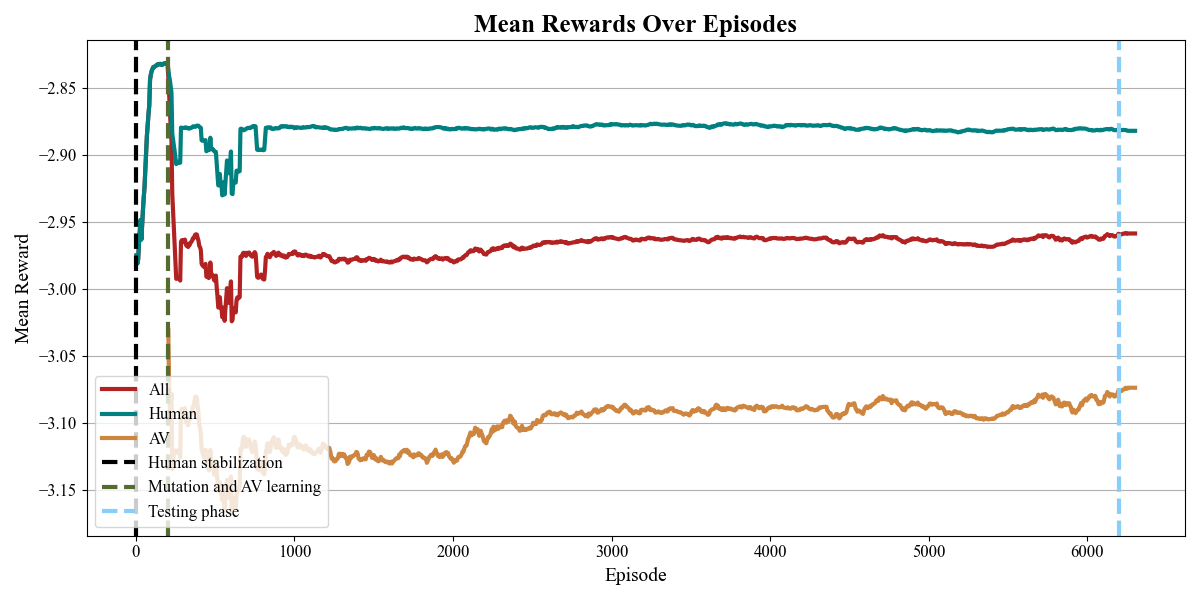 Mean Rewards Over Episodes
Mean Reward
−2.85
−2.90
−2.95
−3.00
−3.05
−3.10
−3.15
All
Human
AV
Human stabilization
Mutation and AV learning
Testing phase
0 1000 2000 3000 4000 5000 6000
Episode